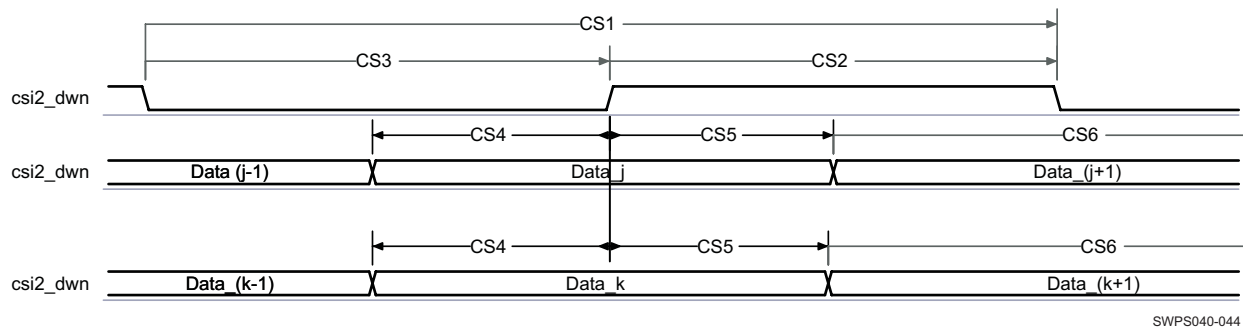 CS1
CS3 CS2
csi2_dwn
CS4 CS5 CS6
csi2_dwn Data (j-1) Data_j Data_(j+1)
CS4 CS5 CS6
csi2_dwn Data_(k-1) Data_k Data_(k+1)
SWPS040-044